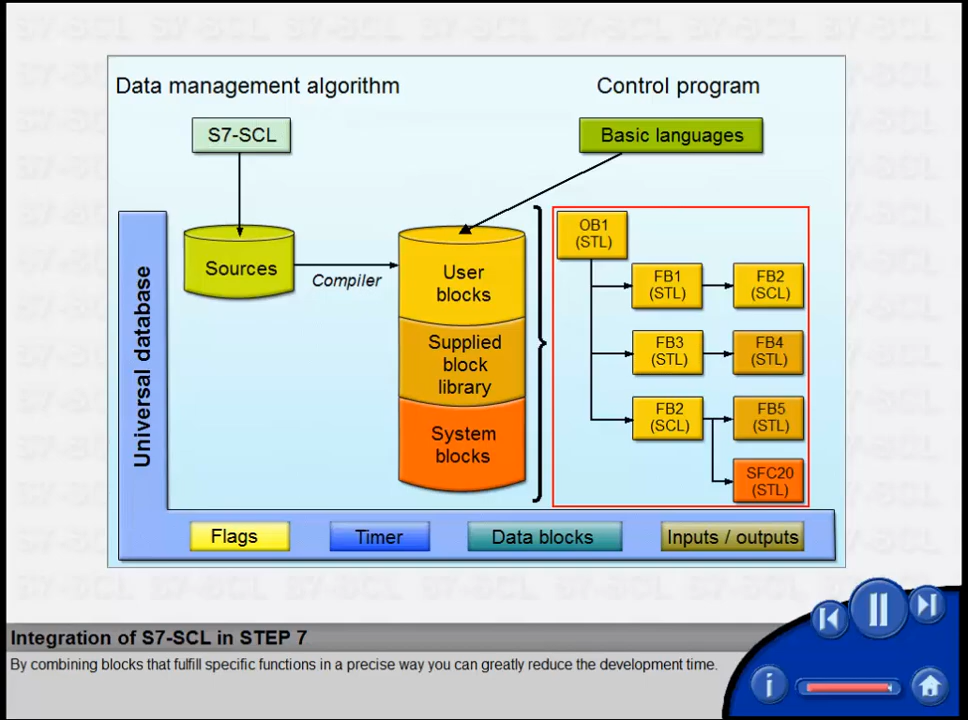 Data management algorithm
Control program
S7-SCL
Basic languages
Universal database
Sources
Compiler
User
blocks
Supplied
block
library
System
blocks
OB1
(STL)
FB1
(STL)
FB2
(SCL)
FB3
(STL)
FB4
(STL)
FB2
(SCL)
FB5
(STL)
SFC20
(STL)
Flags
Timer
Data blocks
Inputs / outputs
Integration of S7-SCL in STEP 7
By combining blocks that fulfill specific functions in a precise way you can greatly reduce the development time.
i